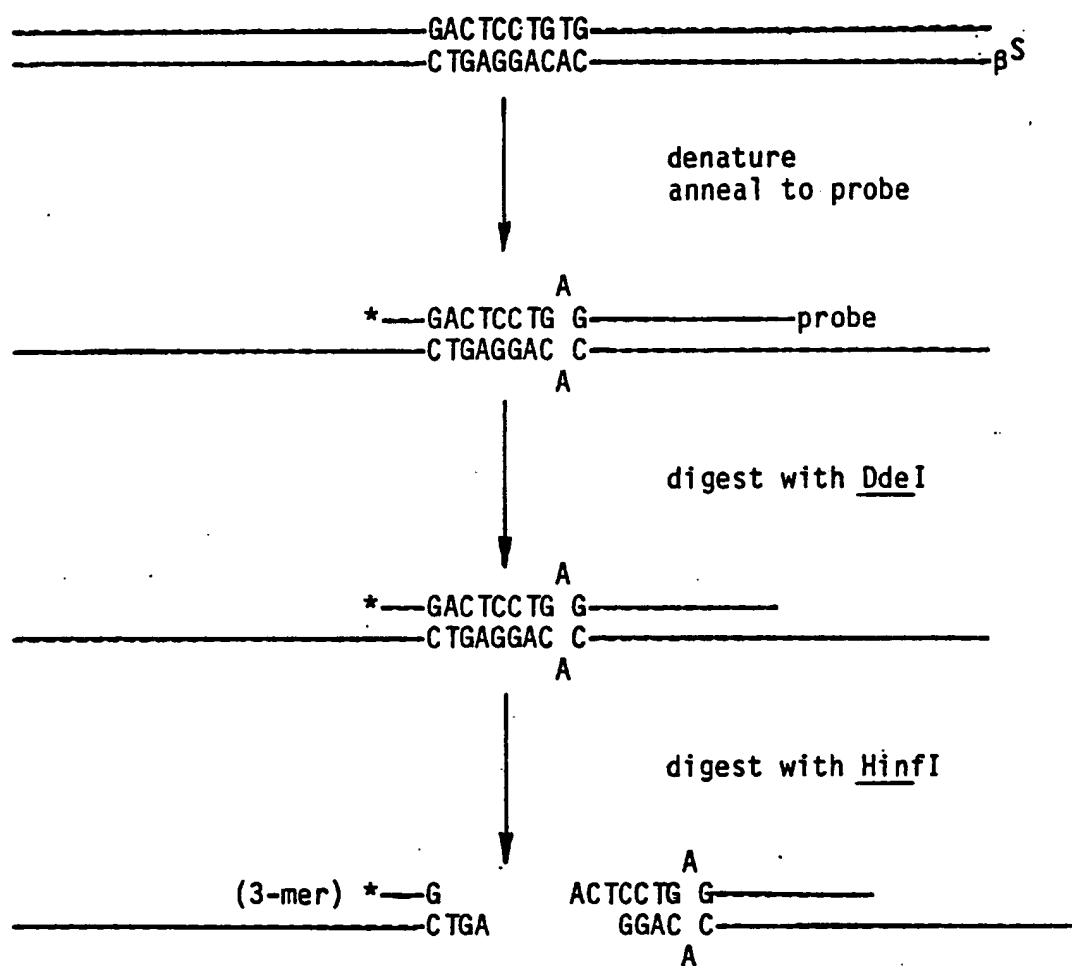 GACTCCTGTG
CTGAGGACAC
βS
denature
anneal to probe
A
*—GACTCCTG G—probe
CTGAGGAC C
A
digest with DdeI
A
*—GACTCCTG G
CTGAGGAC C
A
digest with HinfI
A
(3-mer) *—G ACTCCTG G
CTGA GGAC C
A